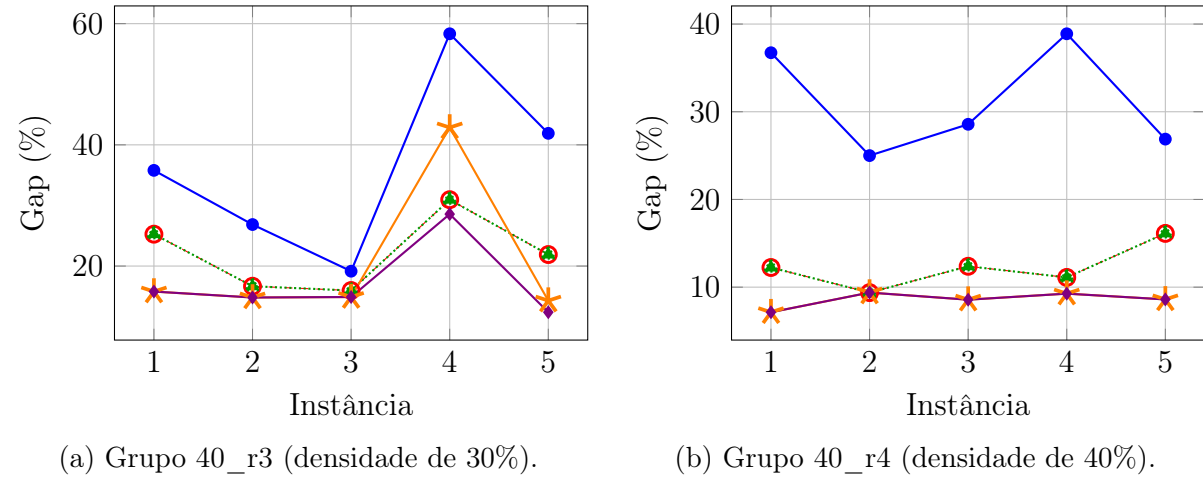 60
40
20
Gap (%)
1 2 3 4 5
Instância
(a) Grupo 40_r3 (densidade de 30%).
40
30
20
10
Gap (%)
1 2 3 4 5
Instância
(b) Grupo 40_r4 (densidade de 40%).